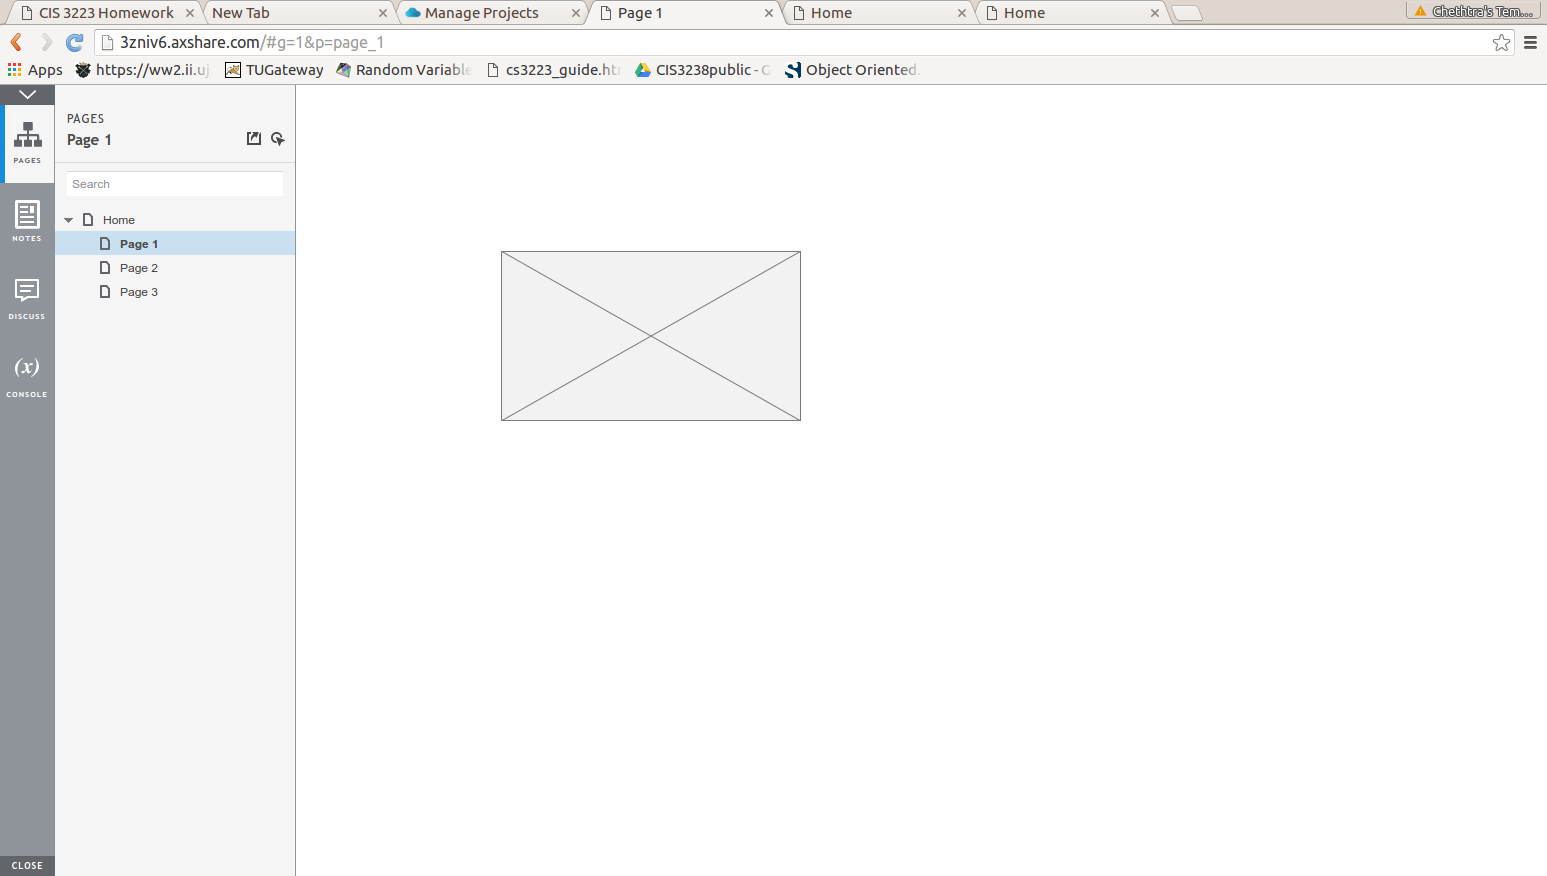 CIS 3223 Homework
New Tab
Manage Projects
Page 1
Home
Home
Chethtra's Tem...
3zniv6.axshare.com/#g=1&p=page_1
Apps
https://ww2.ii.uj
TUGateway
Random Variable
cs3223_guide.htm
CIS3238public - G
Object Oriented.
PAGES
Page 1
Search
Home
Page 1
Page 2
Page 3
PAGES
NOTES
DISCUSS
(x)
CONSOLE
CLOSE